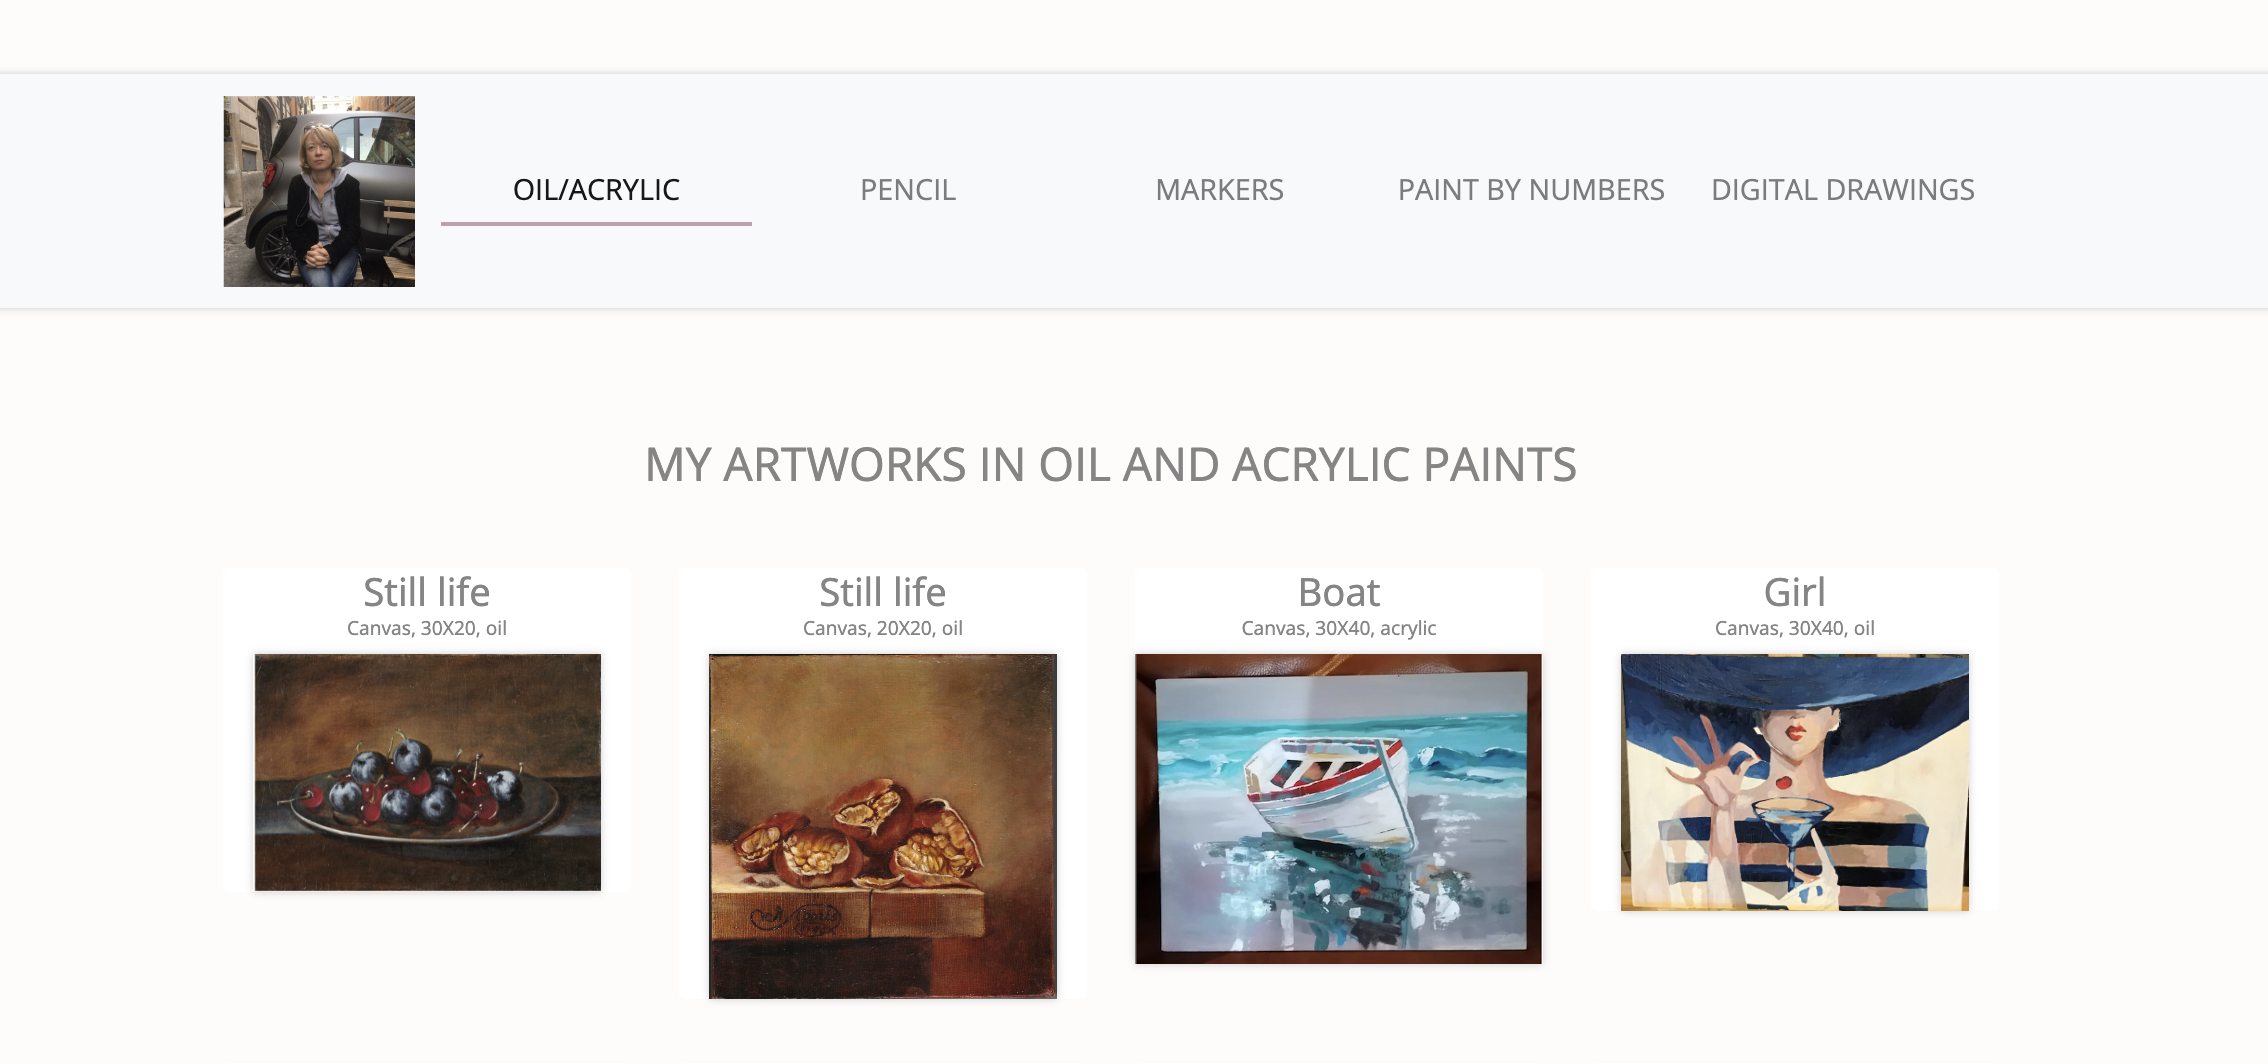 OIL/ACRYLIC PENCIL MARKERS PAINT BY NUMBERS DIGITAL DRAWINGS
MY ARTWORKS IN OIL AND ACRYLIC PAINTS
Still life
Canvas, 30X20, oil
Still life
Canvas, 20X20, oil
Boat
Canvas, 30X40, acrylic
Girl
Canvas, 30X40, oil